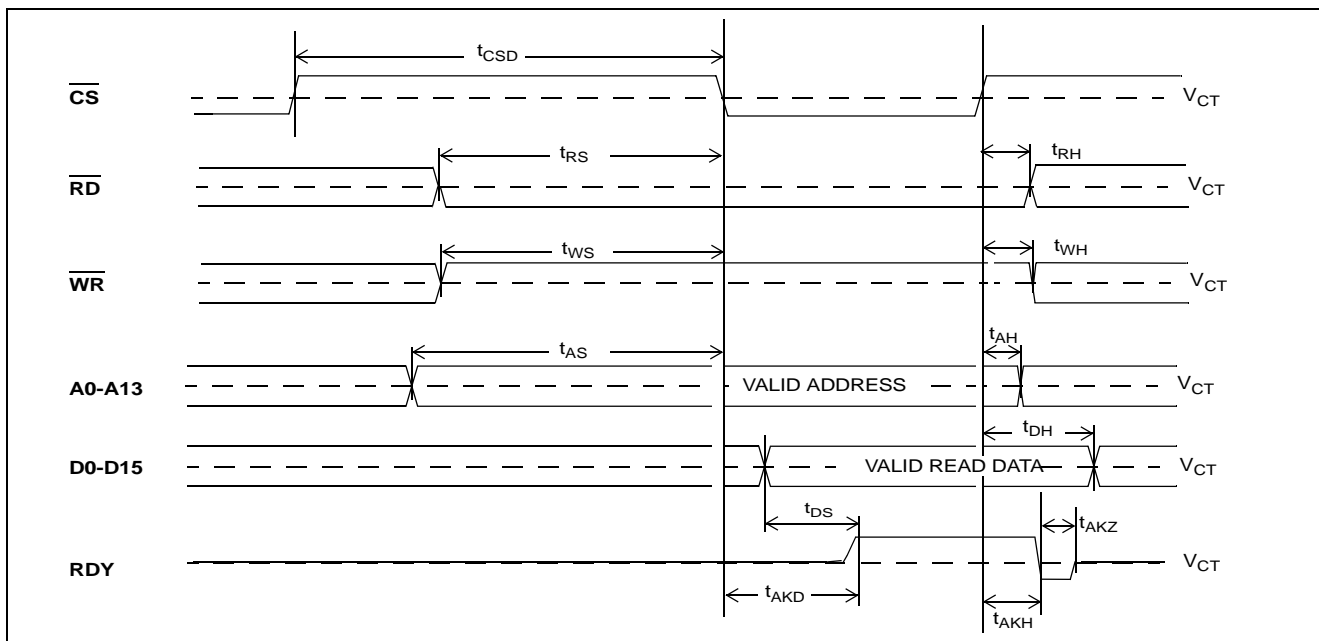 tCSD
CS VCT
tRS tRH
RD VCT
tWS tWH
WR VCT
tAS tAH
A0-A13 VALID ADDRESS VCT
tDH
D0-D15 VALID READ DATA VCT
tDS tAKZ
RDY VCT
tAKD tAKH